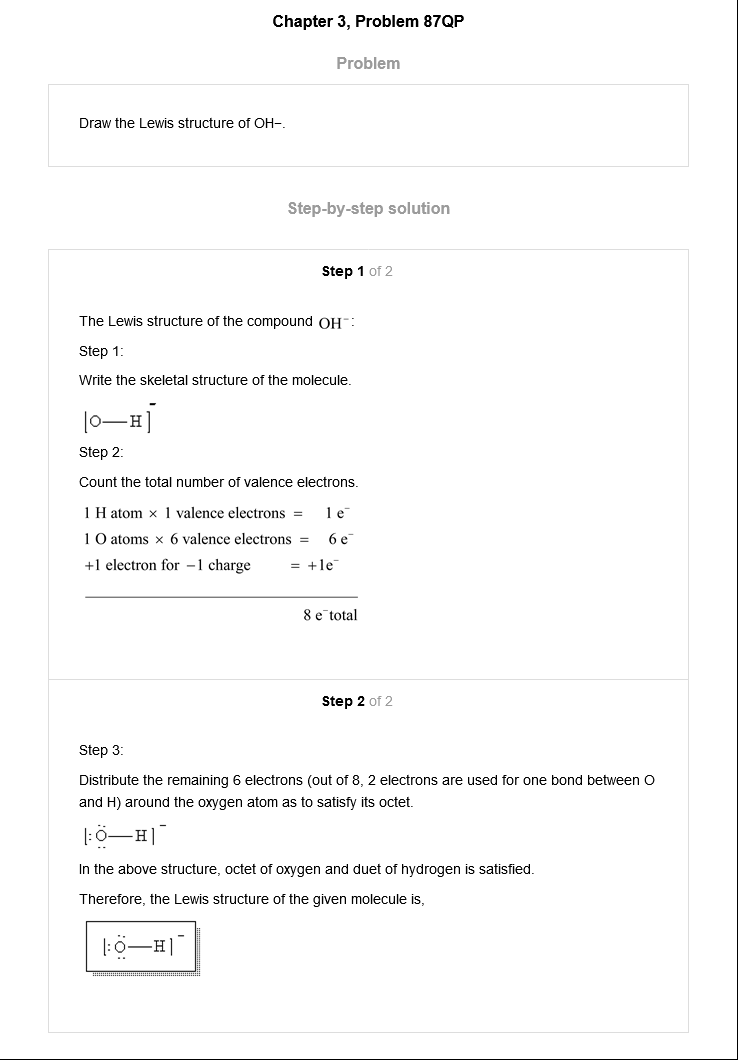 Chapter 3, Problem 87QP
Problem
Draw the Lewis structure of OH−.
Step-by-step solution
Step 1 of 2
The Lewis structure of the compound OH⁻:
Step 1:
Write the skeletal structure of the molecule.
[O—H]⁻
Step 2:
Count the total number of valence electrons.
1 H atom × 1 valence electrons = 1 e⁻
1 O atoms × 6 valence electrons = 6 e⁻
+1 electron for −1 charge = +1e⁻
8 e⁻total
Step 2 of 2
Step 3:
Distribute the remaining 6 electrons (out of 8, 2 electrons are used for one bond between O
and H) around the oxygen atom as to satisfy its octet.
[:Ö̤—H]⁻
In the above structure, octet of oxygen and duet of hydrogen is satisfied.
Therefore, the Lewis structure of the given molecule is,
[:Ö̤—H]⁻